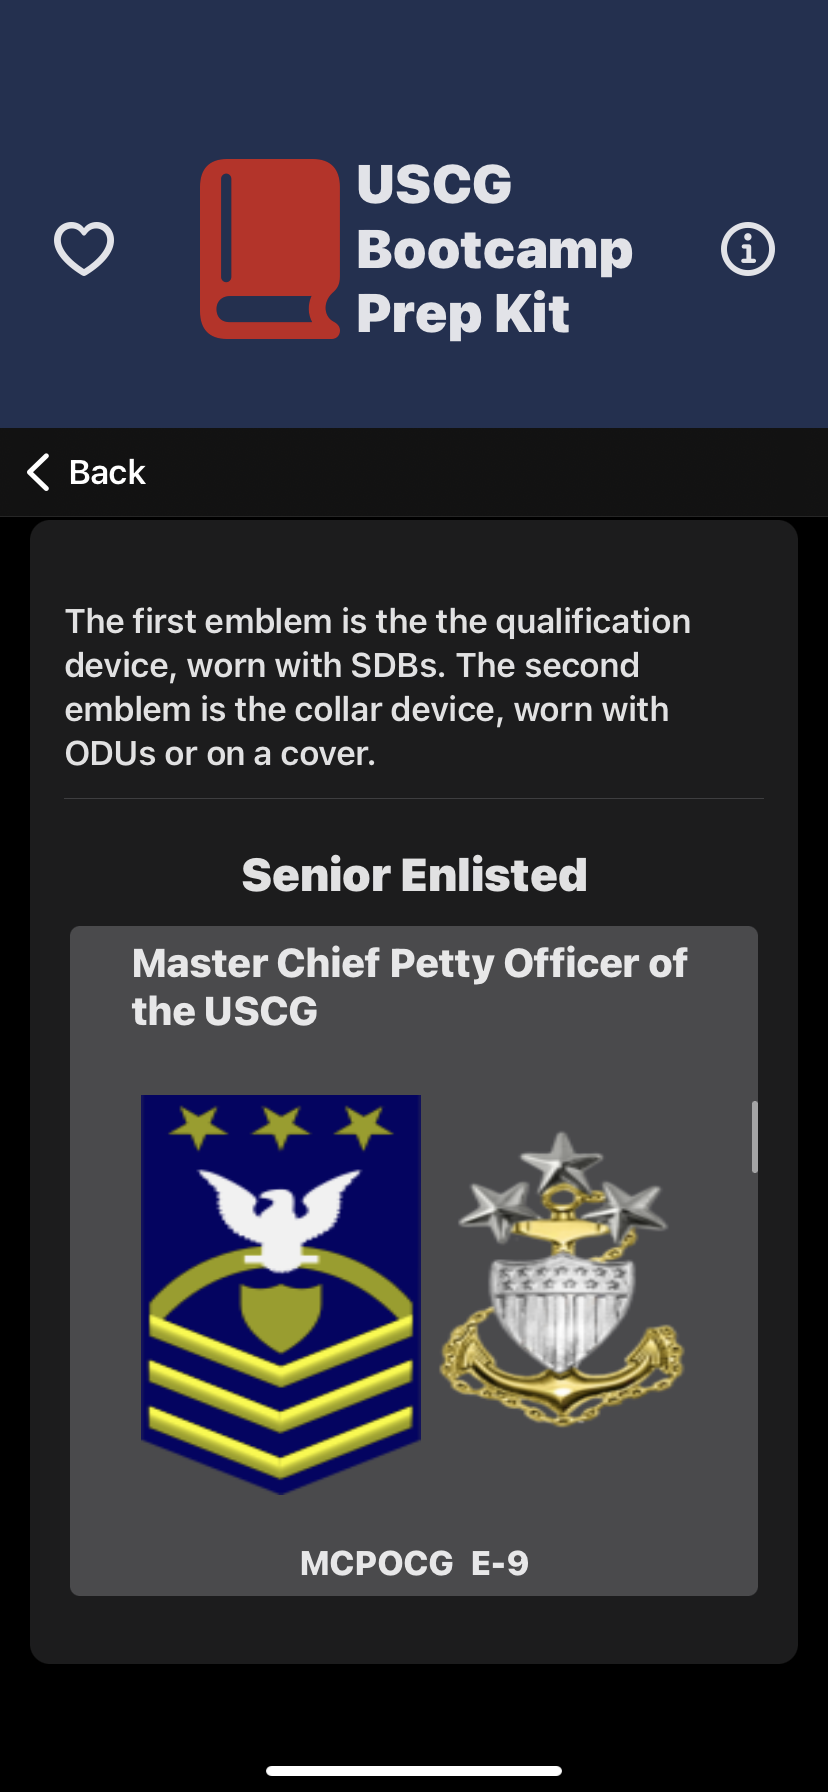 USCG
Bootcamp
Prep Kit
Back
The first emblem is the the qualification
device, worn with SDBs. The second
emblem is the collar device, worn with
ODUs or on a cover.
Senior Enlisted
Master Chief Petty Officer of
the USCG
MCPOCG E-9